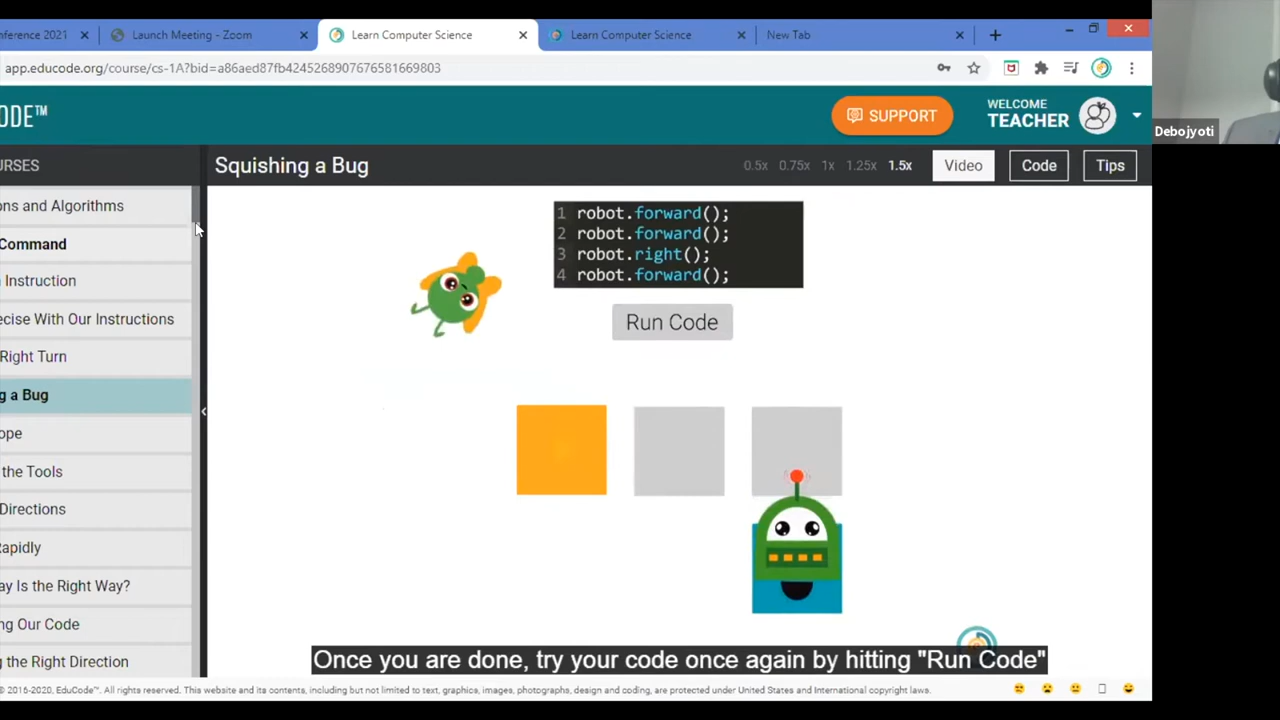 nference 2021
Launch Meeting - Zoom
Learn Computer Science
Learn Computer Science
New Tab
app.educode.org/course/cs-1A?bid=a86aed87fb4245268907676581669803
ODE™
SUPPORT
WELCOME
TEACHER
Debojyoti
URSES
Squishing a Bug
0.5x 0.75x 1x 1.25x 1.5x
Video
Code
Tips
ons and Algorithms
Command
Instruction
ecise With Our Instructions
Right Turn
g a Bug
ope
the Tools
Directions
Rapidly
ay Is the Right Way?
ng Our Code
g the Right Direction
1 robot.forward();
2 robot.forward();
3 robot.right();
4 robot.forward();
Run Code
Once you are done, try your code once again by hitting "Run Code"
© 2016-2020, EduCode™. All rights reserved. This website and its contents, including but not limited to text, graphics, images, photographs, design and coding, are protected under United States and International copyright laws.